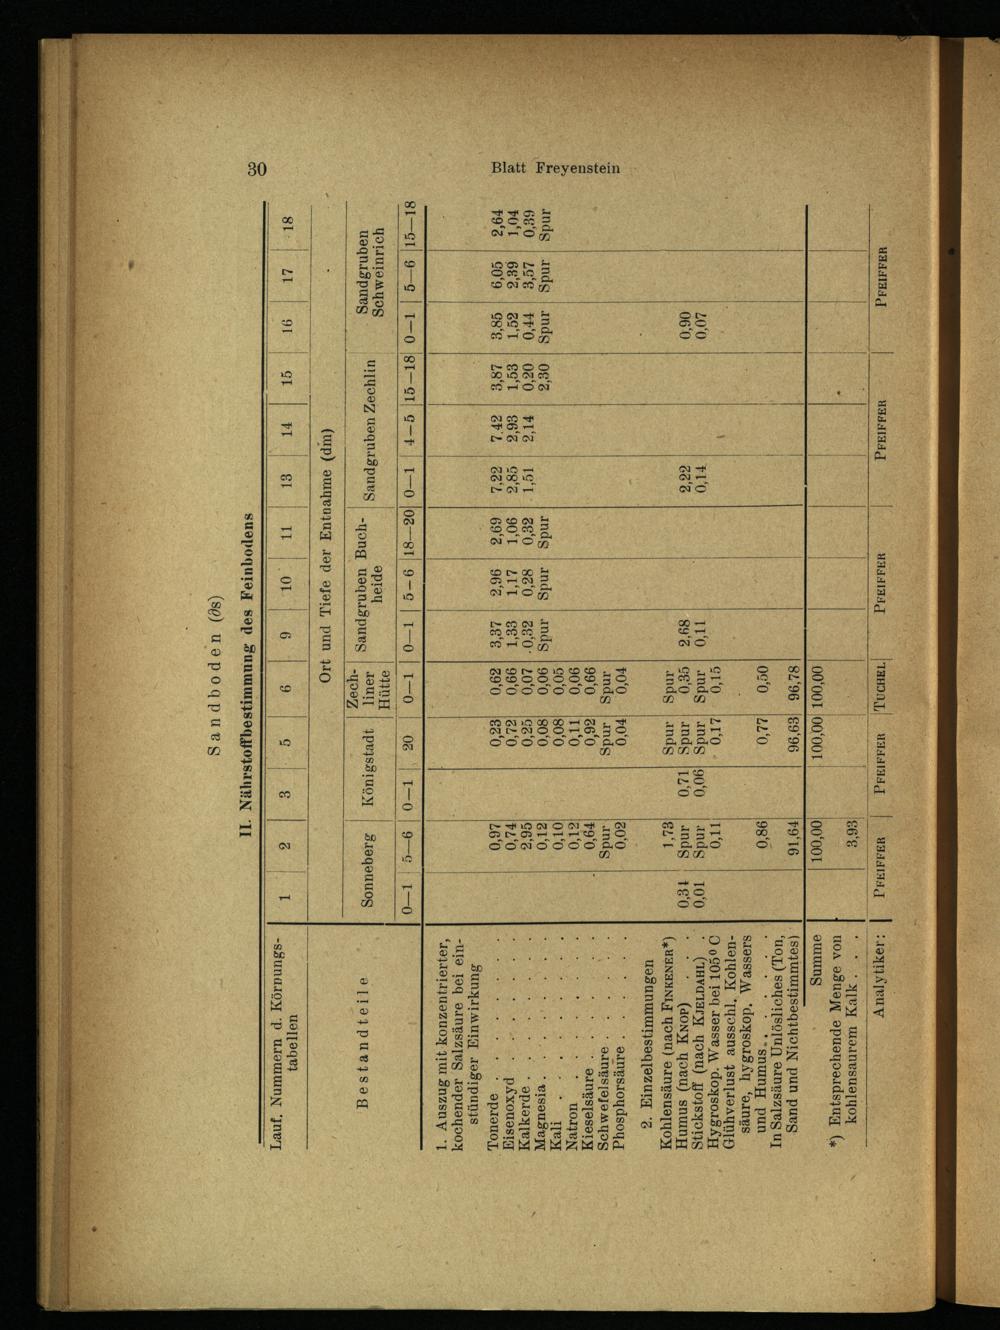 30
Blatt Freyenstein
Sandboden (∂s)
II. Nährstoffbestimmung des Feinbodens
Lauf. Nummern d. Körnungs-tabellen | 1 | 2 | 3 | 5 | 6 | 9 | 10 | 11 | 13 | 14 | 15 | 16 | 17 | 18
Ort und Tiefe der Entnahme (dm)
Bestandteile | Sonneberg | Königstadt | Zech-liner Hütte | Sandgruben Buch-heide | Sandgruben Zechlin | Sandgruben Schweinrich
0—1 | 5—6 | 0—1 | 20 | 0—1 | 0—1 | 5—6 | 18—20 | 0—1 | 4—5 | 15—18 | 0—1 | 5—6 | 15—18
1. Auszug mit konzentrierter,
kochender Salzsäure bei ein-
stündiger Einwirkung
Tonerde . . . . . | 0,97 | 0,23 | 0,62 | 3,37 | 2,96 | 2,69 | 7,22 | 7.42 | 3,87 | 3,85 | 6,05 | 2,64
Eisenoxyd . . . . | 0,74 | 0,72 | 0,66 | 1,33 | 1,17 | 1,06 | 2,85 | 2,93 | 1,53 | 1,52 | 2,39 | 1,04
Kalkerde . . . . . | 2,95 | 0,25 | 0,07 | 0,32 | 0,28 | 0,32 | 1,51 | 2,14 | 0,20 | 0,44 | 3,57 | 0,39
Magnesia . . . . . | 0,12 | 0,08 | 0,06 | Spur | Spur | Spur | 2,30 | Spur | Spur | Spur
Kali . . . . . | 0,10 | 0,08 | 0,05
Natron . . . . . | 0,12 | 0,11 | 0,06
Kieselsäure . . . . | 0,64 | 0,92 | 0,66
Schwefelsäure . . . | Spur | Spur | Spur
Phosphorsäure . . . | 0,02 | 0,04 | 0,04
2. Einzelbestimmungen
Kohlensäure (nach FINKENER*) | 1,73 | Spur | Spur
Humus (nach KNOP) . . . | 0,34 | Spur | 0,71 | Spur | 0,35 | 2,68 | 2,22 | 0,90
Stickstoff (nach KJELDAHL) . | 0,01 | Spur | 0,06 | Spur | Spur | 0,11 | 0,14 | 0,07
Hygroskop. Wasser bei 105° C | 0,11 | 0,17 | 0,15
Glühverlust ausschl. Kohlen-
säure, hygroskop. Wassers
und Humus . . . . . | 0,86 | 0,77 | 0,50
In Salzsäure Unlösliches (Ton,
Sand und Nichtbestimmtes) | 91,64 | 96,63 | 96,78
Summe | 100,00 | 100,00 | 100,00
*) Entsprechende Menge von
kohlensaurem Kalk . . . | 3,93
Analytiker: | PFEIFFER | PFEIFFER | TUCHEL | PFEIFFER | PFEIFFER | PFEIFFER